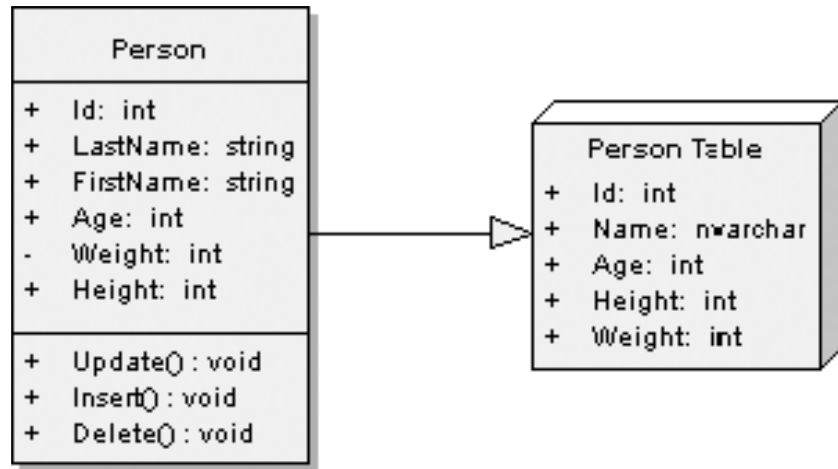 Person
+ Id: int
+ LastName: string
+ FirstName: string
+ Age: int
- Weight: int
+ Height: int
+ Update() : void
+ Insert() : void
+ Delete() : void
Person Table
+ Id: int
+ Name: nvarchar
+ Age: int
+ Height: int
+ Weight: int